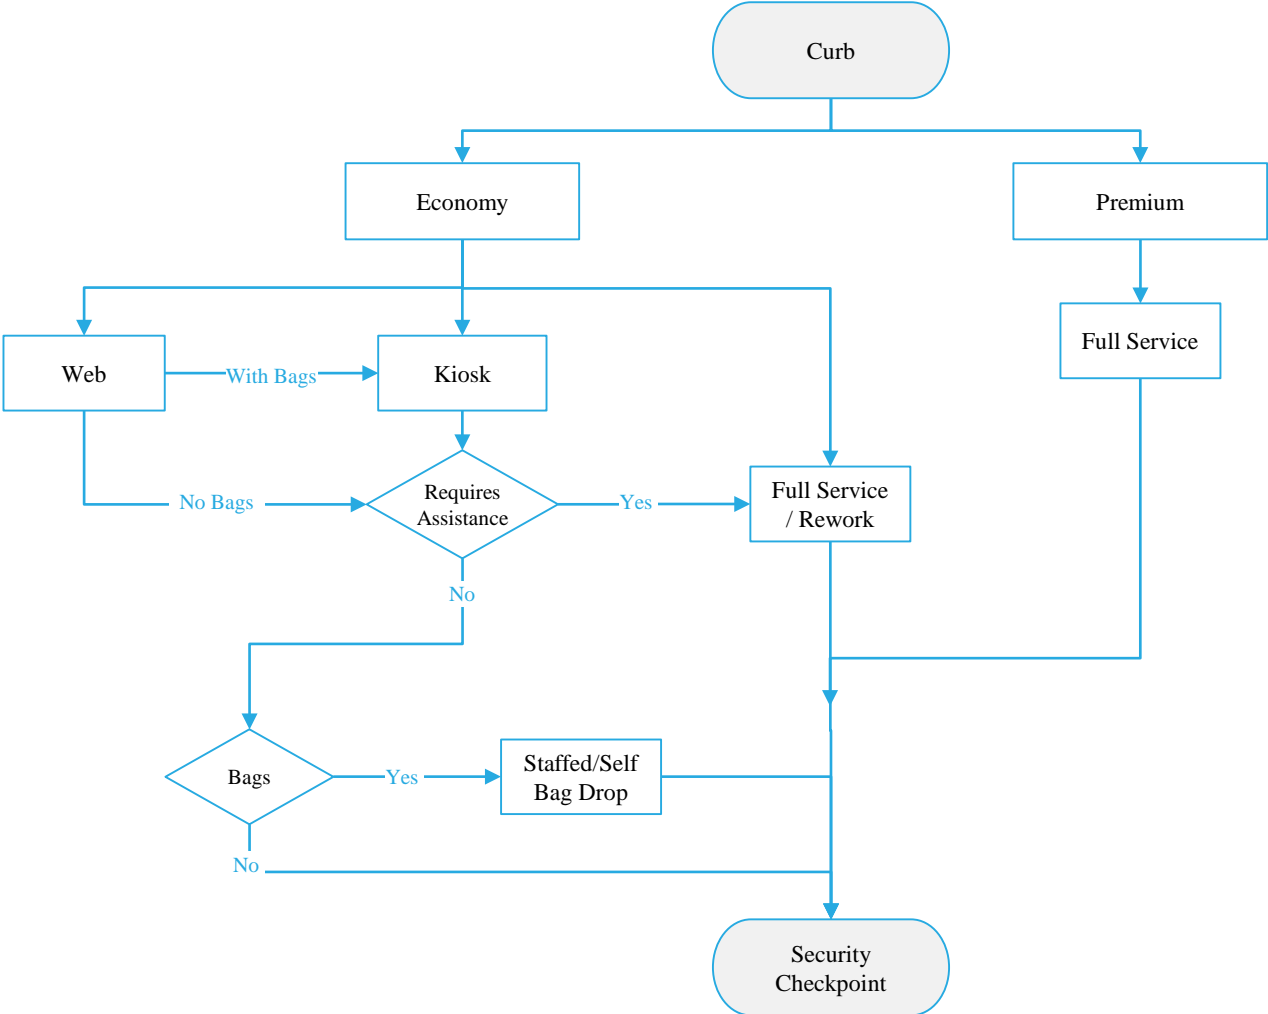 Curb
Economy
Premium
Full Service
Web
With Bags
Kiosk
No Bags
Requires
Assistance
Yes
Full Service
/ Rework
No
Bags
Yes
Staffed/Self
Bag Drop
No
Security
Checkpoint